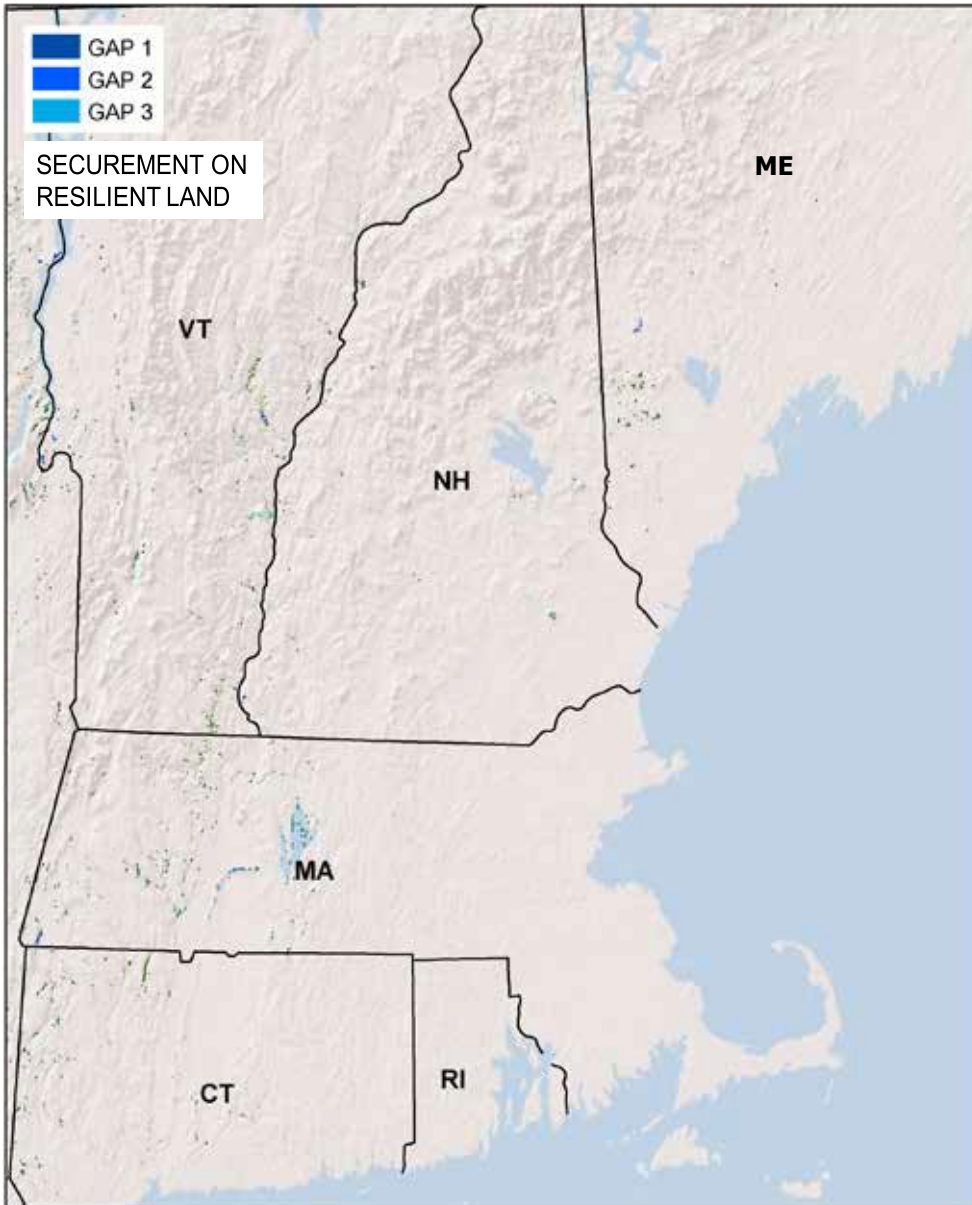 GAP 1
GAP 2
GAP 3
SECUREMENT ON
RESILIENT LAND
ME
VT
NH
MA
CT
RI